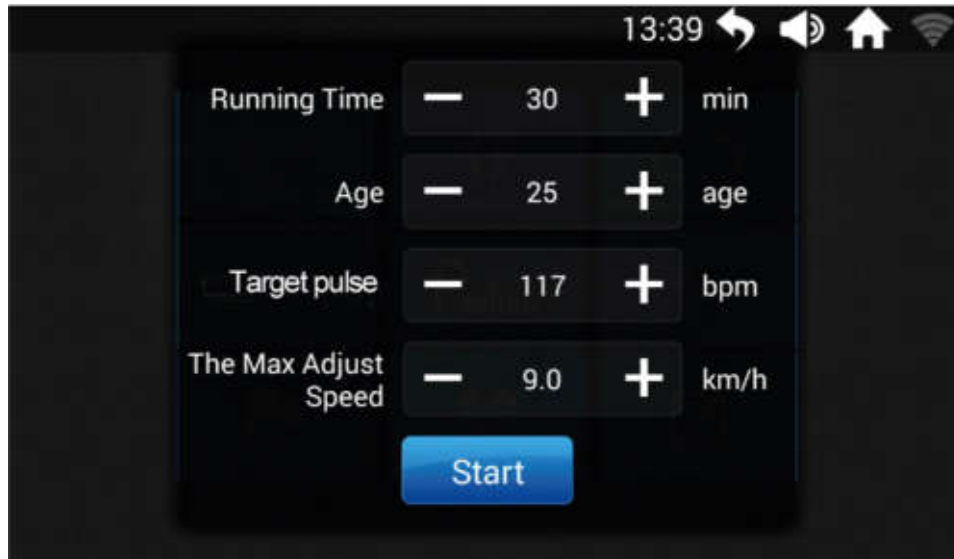 13:39
Running Time 30 min
Age 25 age
Target pulse 117 bpm
The Max Adjust
Speed 9.0 km/h
Start